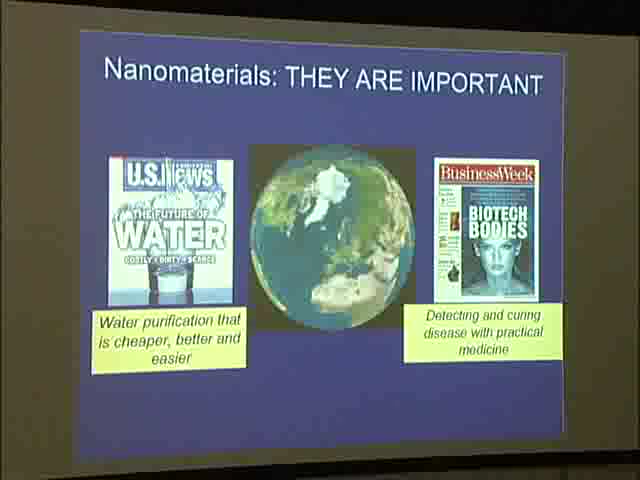 Nanomaterials: THEY ARE IMPORTANT
U.S. News
THE FUTURE OF
WATER
COSTLY • DIRTY • SCARCE
Water purification that
is cheaper, better and
easier
BusinessWeek
BIOTECH
BODIES
Detecting and curing
disease with practical
medicine